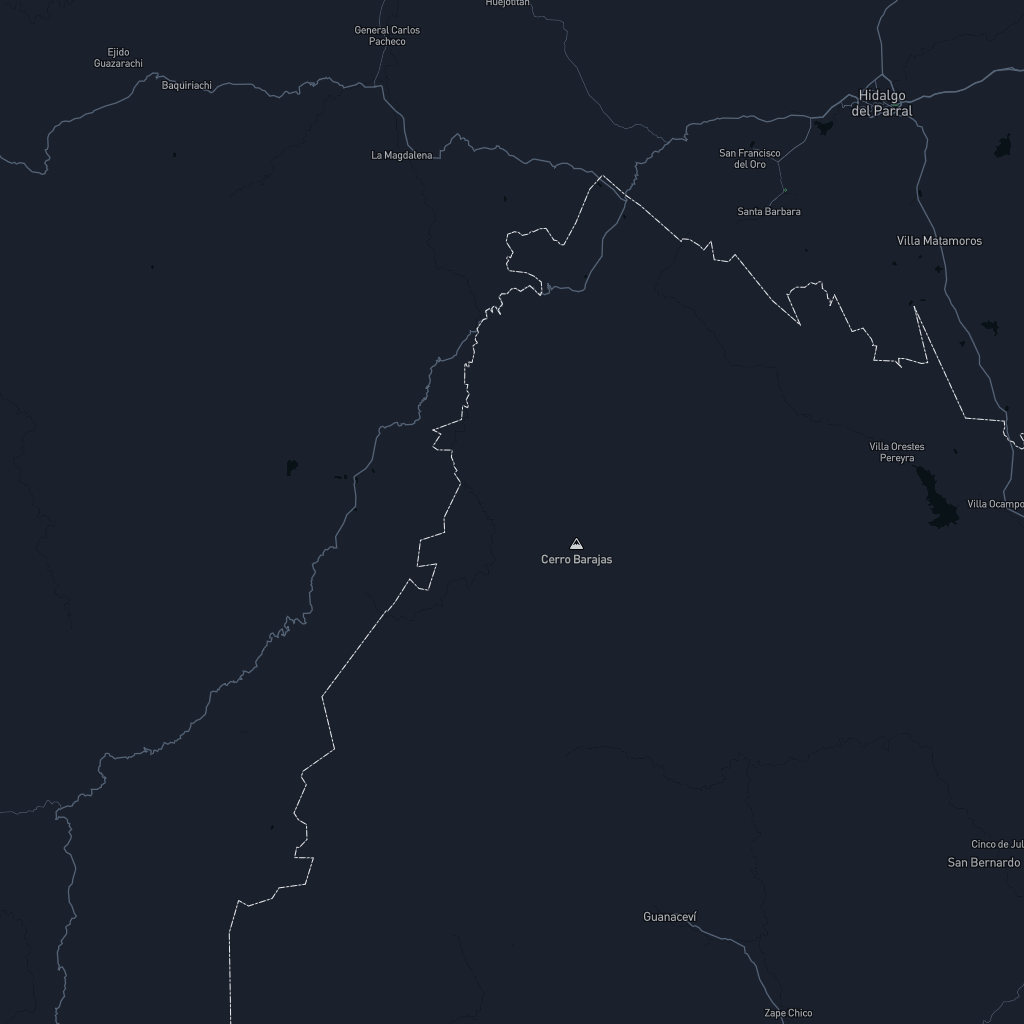 Huejotitán
General Carlos
Pacheco
Ejido
Guazarachi
Baquiriachi
Hidalgo
del Parral
La Magdalena
San Francisco
del Oro
Santa Barbara
Villa Matamoros
Villa Orestes
Pereyra
Villa Ocampo
Cerro Barajas
Cinco de Jul
San Bernardo
Guanaceví
Zape Chico